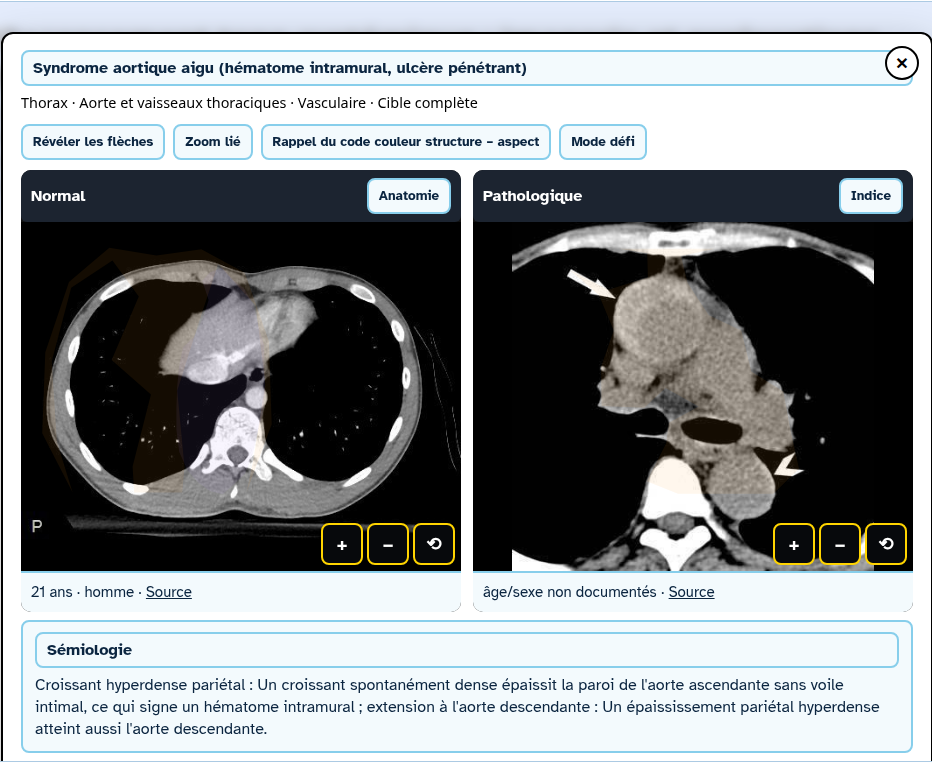 Syndrome aortique aigu (hématome intramural, ulcère pénétrant)
×
Thorax · Aorte et vaisseaux thoraciques · Vasculaire · Cible complète
Révéler les flèches
Zoom lié
Rappel du code couleur structure – aspect
Mode défi
Normal
Anatomie
Pathologique
Indice
P
+
−
⟲
+
−
⟲
21 ans · homme · Source
âge/sexe non documentés · Source
Sémiologie
Croissant hyperdense pariétal : Un croissant spontanément dense épaissit la paroi de l'aorte ascendante sans voile
intimal, ce qui signe un hématome intramural ; extension à l'aorte descendante : Un épaississement pariétal hyperdense
atteint aussi l'aorte descendante.